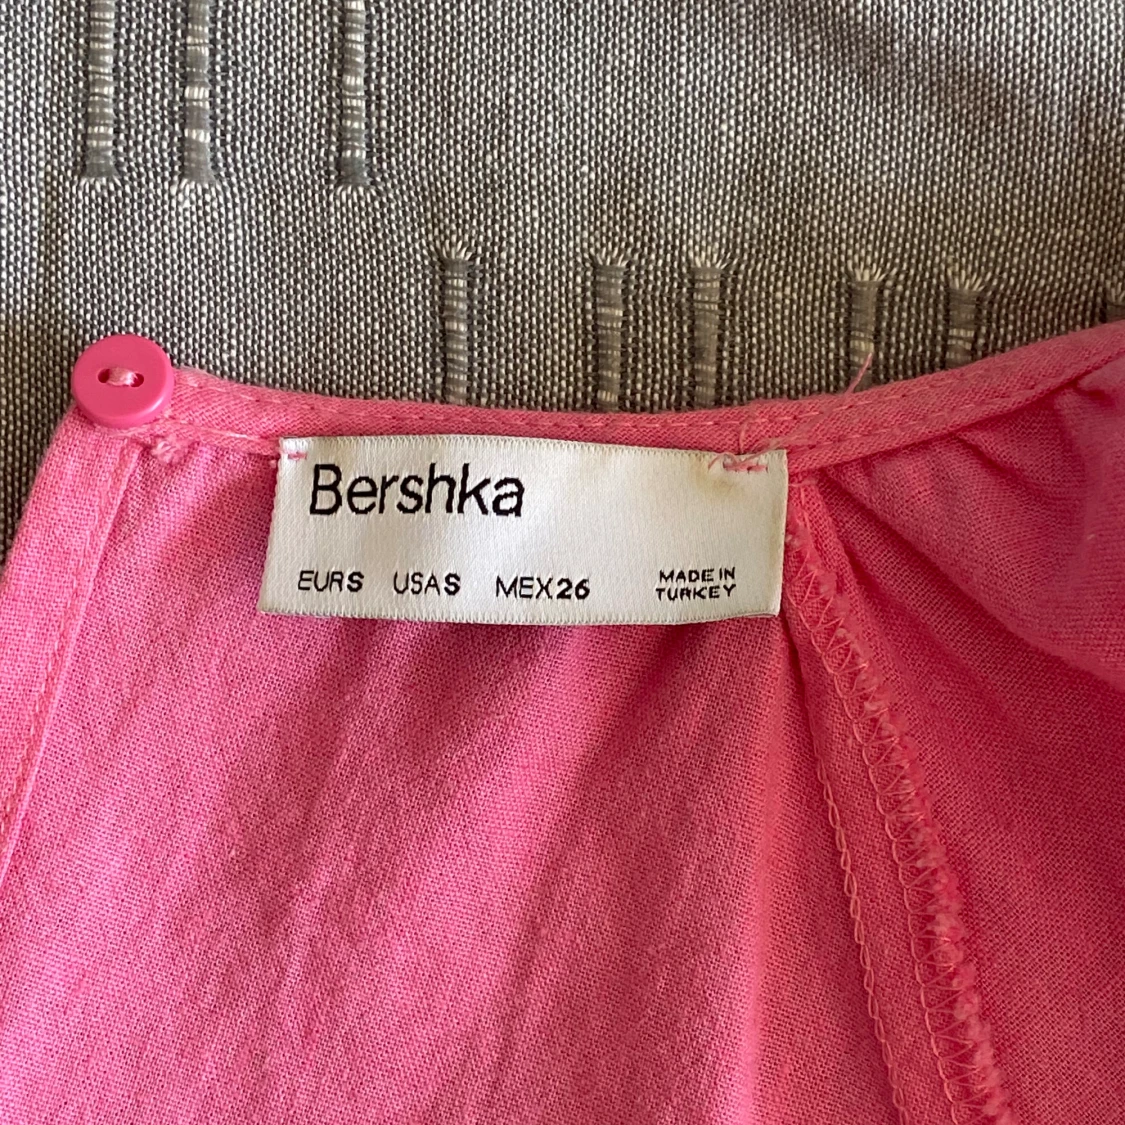 Bershka
EUR S USA S MEX 26
MADE IN
TURKEY